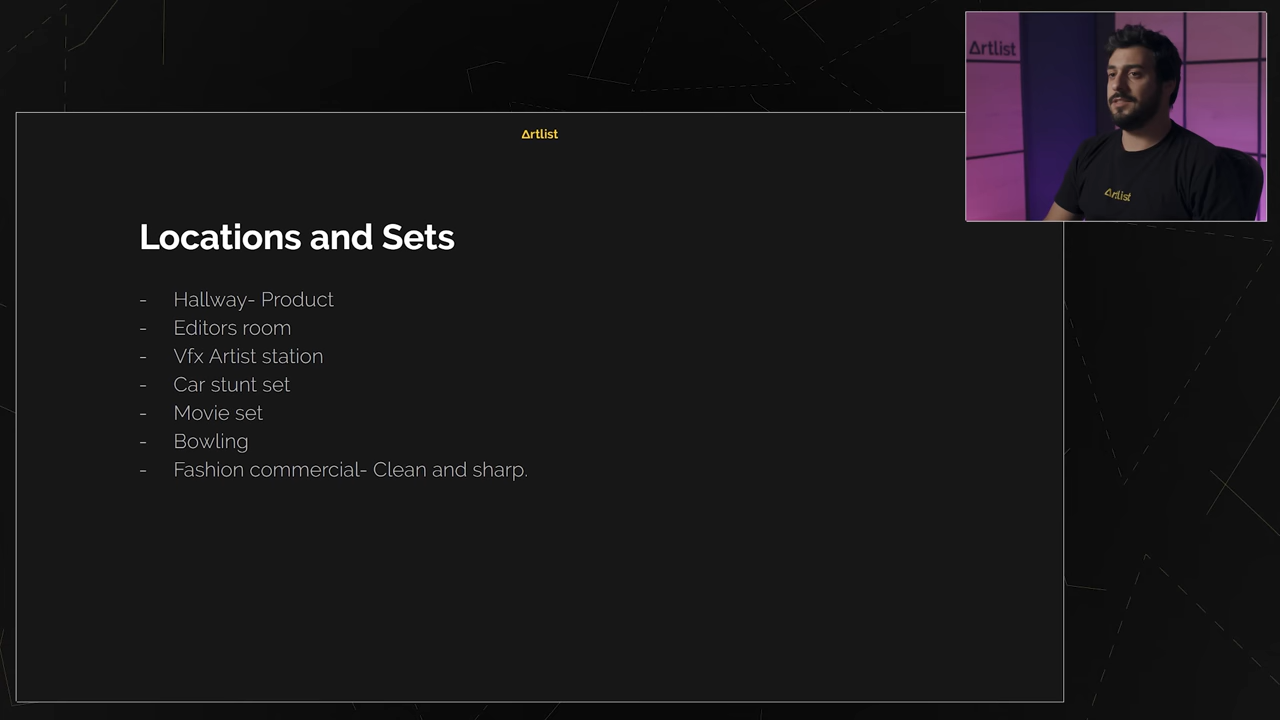 Artlist
Artlist
Locations and Sets
- Hallway- Product
- Editors room
- Vfx Artist station
- Car stunt set
- Movie set
- Bowling
- Fashion commercial- Clean and sharp.
Artlist